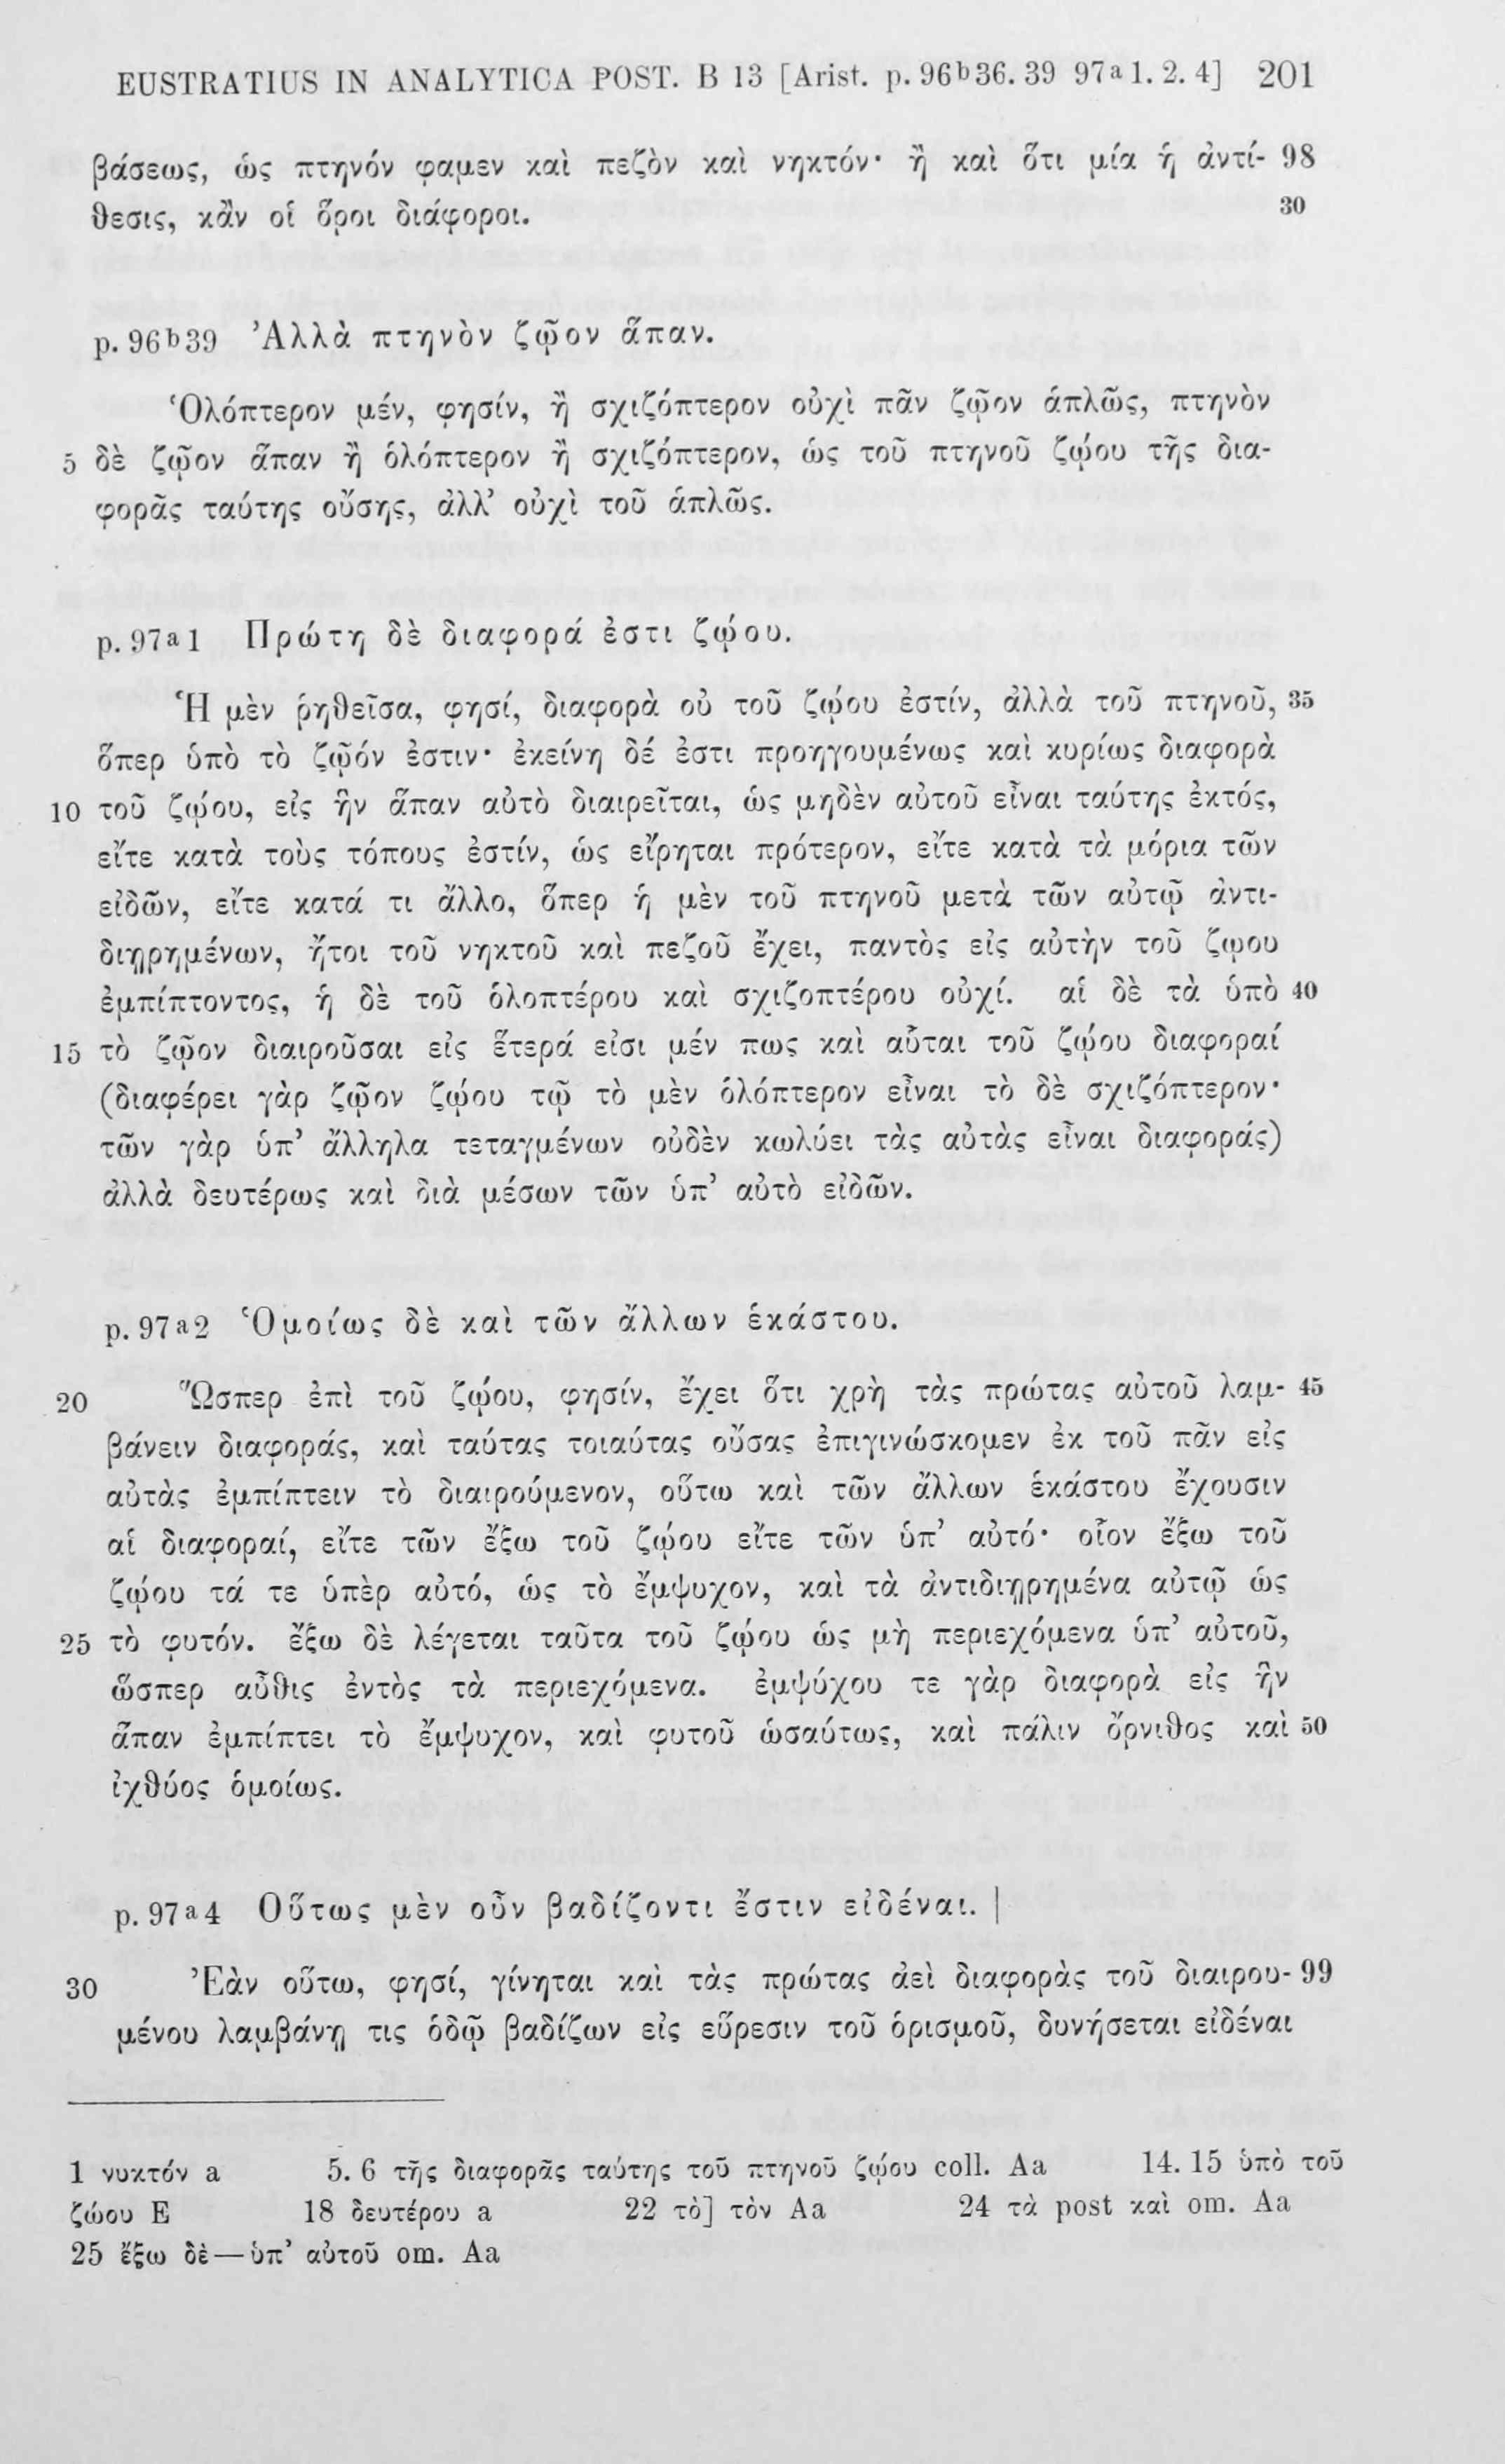 EUSTRATIUS IN ANALYTICA POST. B 13 [Arist. p. 96b36. 39 97a1. 2. 4] 201
βάσεως, ὡς πτηνόν φαμεν καὶ πεζὸν καὶ νηκτόν· ἢ καὶ ὅτι μία ἡ ἀντί- 98
θεσις, κἂν οἱ ὅροι διάφοροι. 30
p. 96b39 Ἀλλὰ πτηνὸν ζῷον ἅπαν.
Ὁλόπτερον μέν, φησίν, ἢ σχιζόπτερον οὐχὶ πᾶν ζῷον ἁπλῶς, πτηνὸν
5 δὲ ζῷον ἅπαν ἢ ὁλόπτερον ἢ σχιζόπτερον, ὡς τοῦ πτηνοῦ ζῴου τῆς δια-
φορᾶς ταύτης οὔσης, ἀλλ' οὐχὶ τοῦ ἁπλῶς.
p. 97a1 Πρώτη δὲ διαφορά ἐστι ζῴου.
Ἡ μὲν ῥηθεῖσα, φησί, διαφορὰ οὐ τοῦ ζῴου ἐστίν, ἀλλὰ τοῦ πτηνοῦ, 35
ὅπερ ὑπὸ τὸ ζῷόν ἐστιν· ἐκείνη δέ ἐστι προηγουμένως καὶ κυρίως διαφορὰ
10 τοῦ ζῴου, εἰς ἣν ἅπαν αὐτὸ διαιρεῖται, ὡς μηδὲν αὐτοῦ εἶναι ταύτης ἐκτός,
εἴτε κατὰ τοὺς τόπους ἐστίν, ὡς εἴρηται πρότερον, εἴτε κατὰ τὰ μόρια τῶν
εἰδῶν, εἴτε κατά τι ἄλλο, ὅπερ ἡ μὲν τοῦ πτηνοῦ μετὰ τῶν αὐτῷ ἀντι-
διῃρημένων, ἤτοι τοῦ νηκτοῦ καὶ πεζοῦ ἔχει, παντὸς εἰς αὐτὴν τοῦ ζῳου
ἐμπίπτοντος, ἡ δὲ τοῦ ὁλοπτέρου καὶ σχιζοπτέρου οὐχί. αἱ δὲ τὰ ὑπὸ 40
15 τὸ ζῷον διαιροῦσαι εἰς ἕτερά εἰσι μέν πως καὶ αὗται τοῦ ζῴου διαφοραί
(διαφέρει γὰρ ζῷον ζῴου τῷ τὸ μὲν ὁλόπτερον εἶναι τὸ δὲ σχιζόπτερον·
τῶν γὰρ ὑπ' ἄλληλα τεταγμένων οὐδὲν κωλύει τὰς αὐτὰς εἶναι διαφοράς)
ἀλλὰ δευτέρως καὶ διὰ μέσων τῶν ὑπ' αὐτὸ εἰδῶν.
p. 97a2 Ὁμοίως δὲ καὶ τῶν ἄλλων ἑκάστου.
20 Ὥσπερ ἐπὶ τοῦ ζῴου, φησίν, ἔχει ὅτι χρὴ τὰς πρώτας αὐτοῦ λαμ- 45
βάνειν διαφοράς, καὶ ταύτας τοιαύτας οὔσας ἐπιγινώσκομεν ἐκ τοῦ πᾶν εἰς
αὐτὰς ἐμπίπτειν τὸ διαιρούμενον, οὕτω καὶ τῶν ἄλλων ἑκάστου ἔχουσιν
αἱ διαφοραί, εἴτε τῶν ἔξω τοῦ ζῴου εἴτε τῶν ὑπ' αὐτό· οἷον ἔξω τοῦ
ζῴου τά τε ὑπὲρ αὐτό, ὡς τὸ ἔμψυχον, καὶ τὰ ἀντιδιῃρημένα αὐτῷ ὡς
25 τὸ φυτόν. ἔξω δὲ λέγεται ταῦτα τοῦ ζῴου ὡς μὴ περιεχόμενα ὑπ' αὐτοῦ,
ὥσπερ αὖθις ἐντὸς τὰ περιεχόμενα. ἐμψύχου τε γὰρ διαφορὰ εἰς ἣν
ἅπαν ἐμπίπτει τὸ ἔμψυχον, καὶ φυτοῦ ὡσαύτως, καὶ πάλιν ὄρνιθος καὶ 50
ἰχθύος ὁμοίως.
p. 97a4 Οὕτως μὲν οὖν βαδίζοντι ἔστιν εἰδέναι. |
30 Ἐὰν οὕτω, φησί, γίνηται καὶ τὰς πρώτας ἀεὶ διαφορὰς τοῦ διαιρου- 99
μένου λαμβάνῃ τις ὁδῷ βαδίζων εἰς εὕρεσιν τοῦ ὁρισμοῦ, δυνήσεται εἰδέναι
1 νυκτόν a 5. 6 τῆς διαφορᾶς ταύτης τοῦ πτηνοῦ ζῴου coll. Aa 14. 15 ὑπὸ τοῦ
ζώου E 18 δευτέρου a 22 τὸ] τὸν Aa 24 τὰ post καὶ om. Aa
25 ἔξω δὲ — ὑπ' αὐτοῦ om. Aa